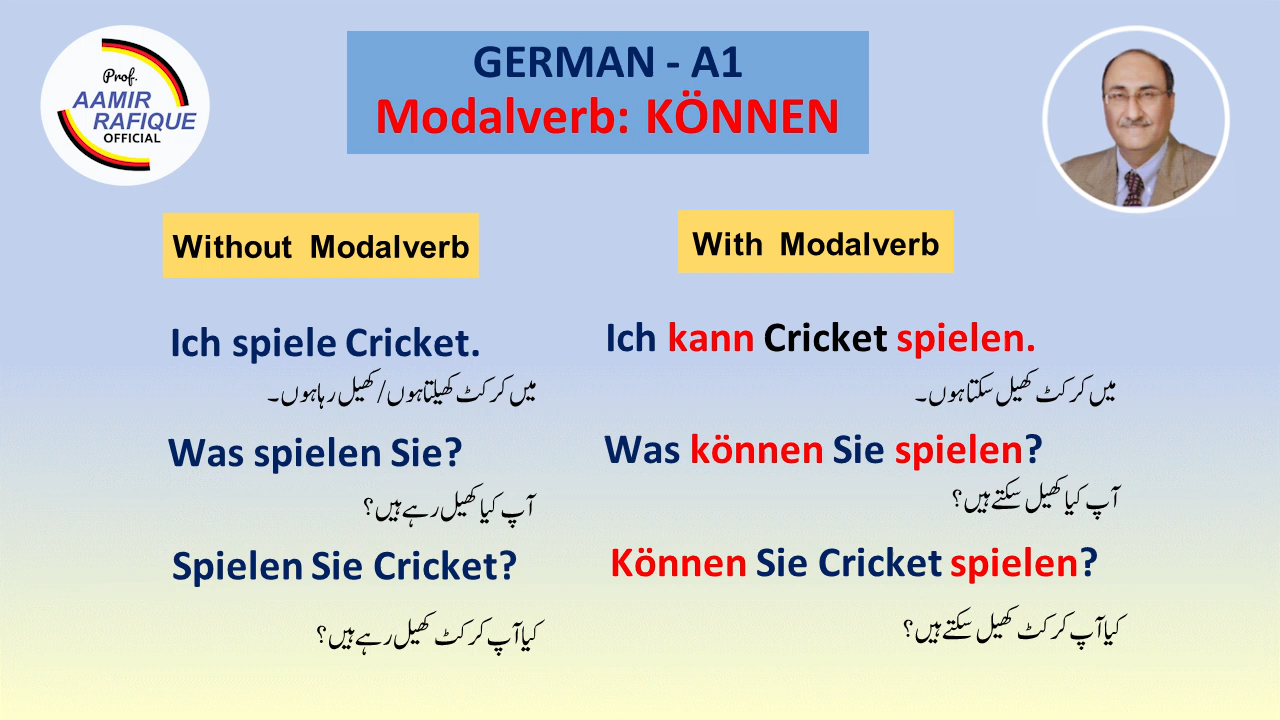 Prof.
AAMIR
RAFIQUE
OFFICIAL
GERMAN - A1
Modalverb: KÖNNEN
Without Modalverb
Ich spiele Cricket.
میں کرکٹ کھیلتا ہوں/ کھیل رہا ہوں۔
Was spielen Sie?
آپ کیا کھیل رہے ہیں؟
Spielen Sie Cricket?
کیا آپ کرکٹ کھیل رہے ہیں؟
With Modalverb
Ich kann Cricket spielen.
میں کرکٹ کھیل سکتا ہوں۔
Was können Sie spielen?
آپ کیا کھیل سکتے ہیں؟
Können Sie Cricket spielen?
کیا آپ کرکٹ کھیل سکتے ہیں؟